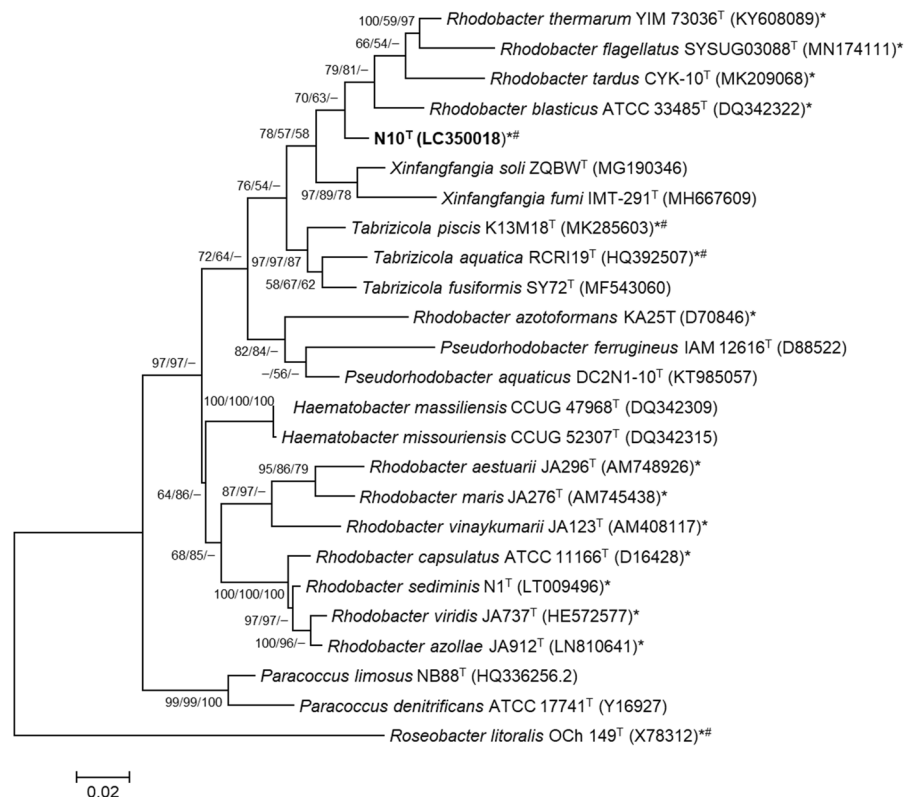 100/59/97
Rhodobacter thermarum YIM 73036ᵀ (KY608089)*
66/54/–
Rhodobacter flagellatus SYSUG03088ᵀ (MN174111)*
79/81/–
Rhodobacter tardus CYK-10ᵀ (MK209068)*
70/63/–
Rhodobacter blasticus ATCC 33485ᵀ (DQ342322)*
78/57/58
N10ᵀ (LC350018)*#
Xinfangfangia soli ZQBWᵀ (MG190346)
76/54/–
97/89/78
Xinfangfangia fumi IMT-291ᵀ (MH667609)
Tabrizicola piscis K13M18ᵀ (MK285603)*#
72/64/–
97/97/87
Tabrizicola aquatica RCRI19ᵀ (HQ392507)*#
58/67/62
Tabrizicola fusiformis SY72ᵀ (MF543060)
Rhodobacter azotoformans KA25T (D70846)*
82/84/–
Pseudorhodobacter ferrugineus IAM 12616ᵀ (D88522)
97/97/–
–/56/–
Pseudorhodobacter aquaticus DC2N1-10ᵀ (KT985057)
100/100/100
Haematobacter massiliensis CCUG 47968ᵀ (DQ342309)
Haematobacter missouriensis CCUG 52307ᵀ (DQ342315)
95/86/79
Rhodobacter aestuarii JA296ᵀ (AM748926)*
64/86/–
87/97/–
Rhodobacter maris JA276ᵀ (AM745438)*
Rhodobacter vinaykumarii JA123ᵀ (AM408117)*
68/85/–
Rhodobacter capsulatus ATCC 11166ᵀ (D16428)*
100/100/100
Rhodobacter sediminis N1ᵀ (LT009496)*
97/97/–
Rhodobacter viridis JA737ᵀ (HE572577)*
100/96/–
Rhodobacter azollae JA912ᵀ (LN810641)*
Paracoccus limosus NB88ᵀ (HQ336256.2)
99/99/100
Paracoccus denitrificans ATCC 17741ᵀ (Y16927)
Roseobacter litoralis OCh 149ᵀ (X78312)*#
0.02